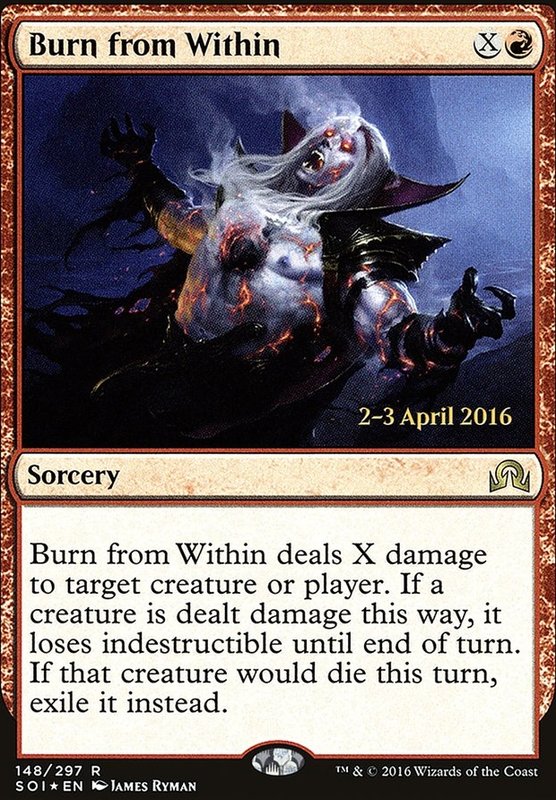 Burn from Within X
2-3 April 2016
Sorcery
Burn from Within deals X damage
to target creature or player. If a
creature is dealt damage this way, it
loses indestructible until end of turn.
If that creature would die this turn,
exile it instead.
148/297 R
SOI★EN James Ryman
™ & © 2016 Wizards of the Coast